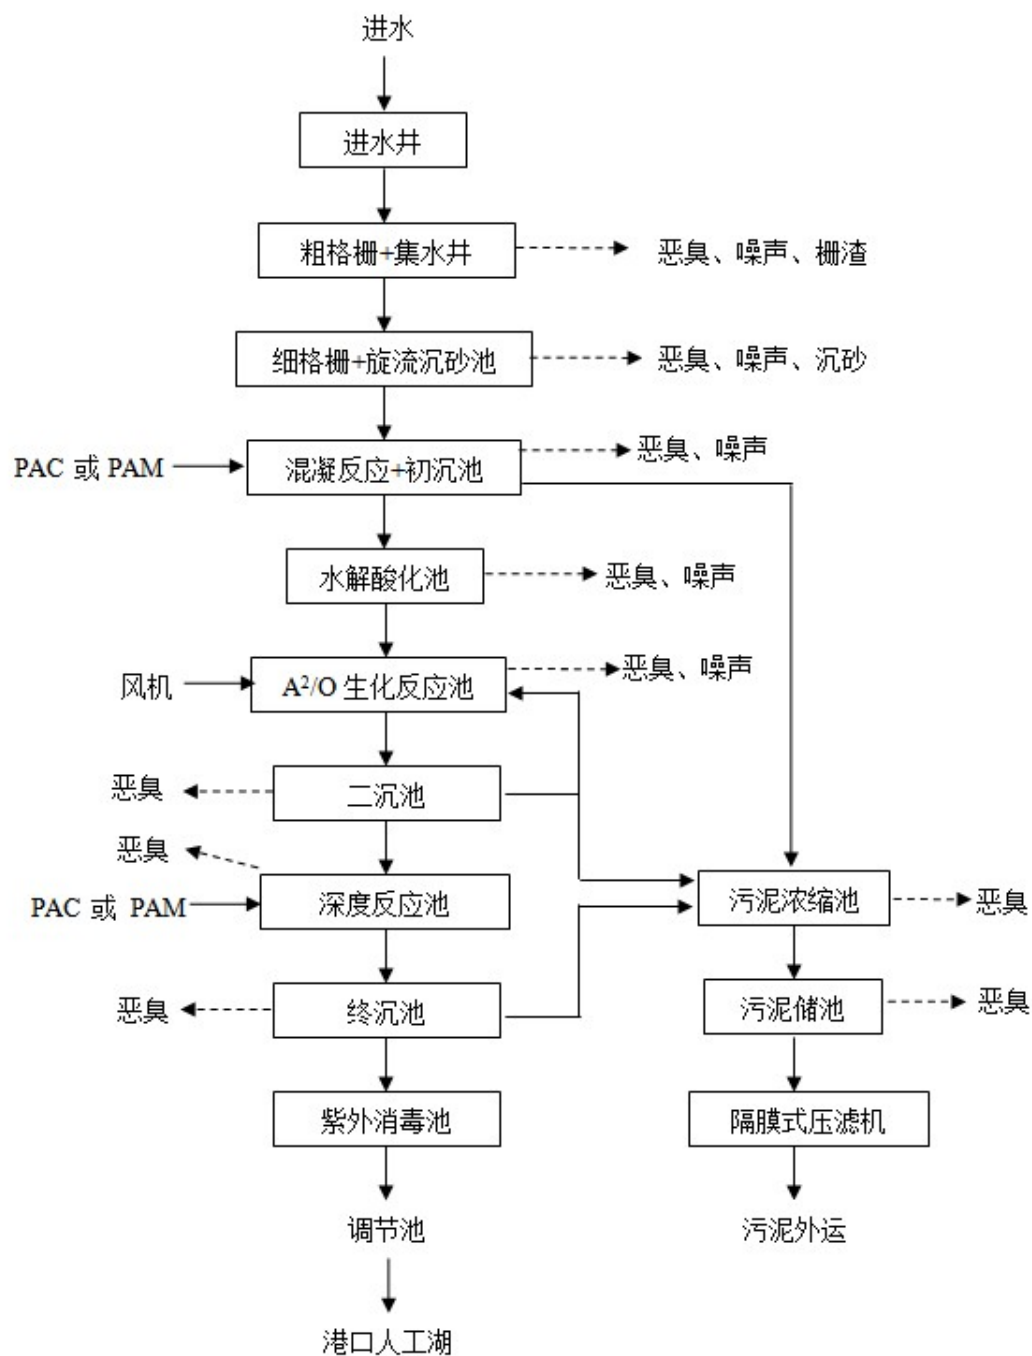 进水
进水井
粗格栅+集水井
恶臭、噪声、栅渣
细格栅+旋流沉砂池
恶臭、噪声、沉砂
PAC 或 PAM
混凝反应+初沉池
恶臭、噪声
水解酸化池
恶臭、噪声
风机
A²/O 生化反应池
恶臭、噪声
恶臭
二沉池
恶臭
PAC 或 PAM
深度反应池
污泥浓缩池
恶臭
恶臭
终沉池
污泥储池
恶臭
紫外消毒池
隔膜式压滤机
调节池
污泥外运
港口人工湖